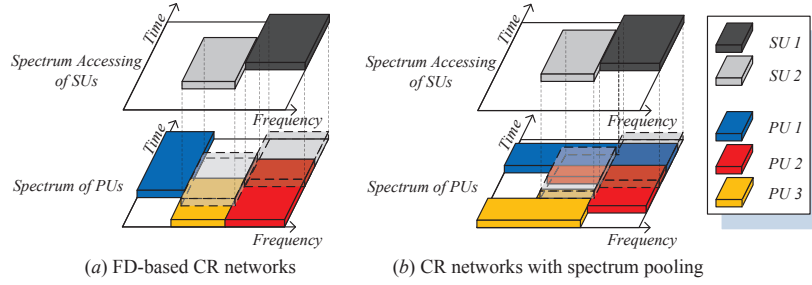 Time
Spectrum Accessing
of SUs
Frequency
Time
Spectrum of PUs
Frequency
(a) FD-based CR networks
Time
Spectrum Accessing
of SUs
Frequency
Time
Spectrum of PUs
Frequency
(b) CR networks with spectrum pooling
SU 1
SU 2
PU 1
PU 2
PU 3